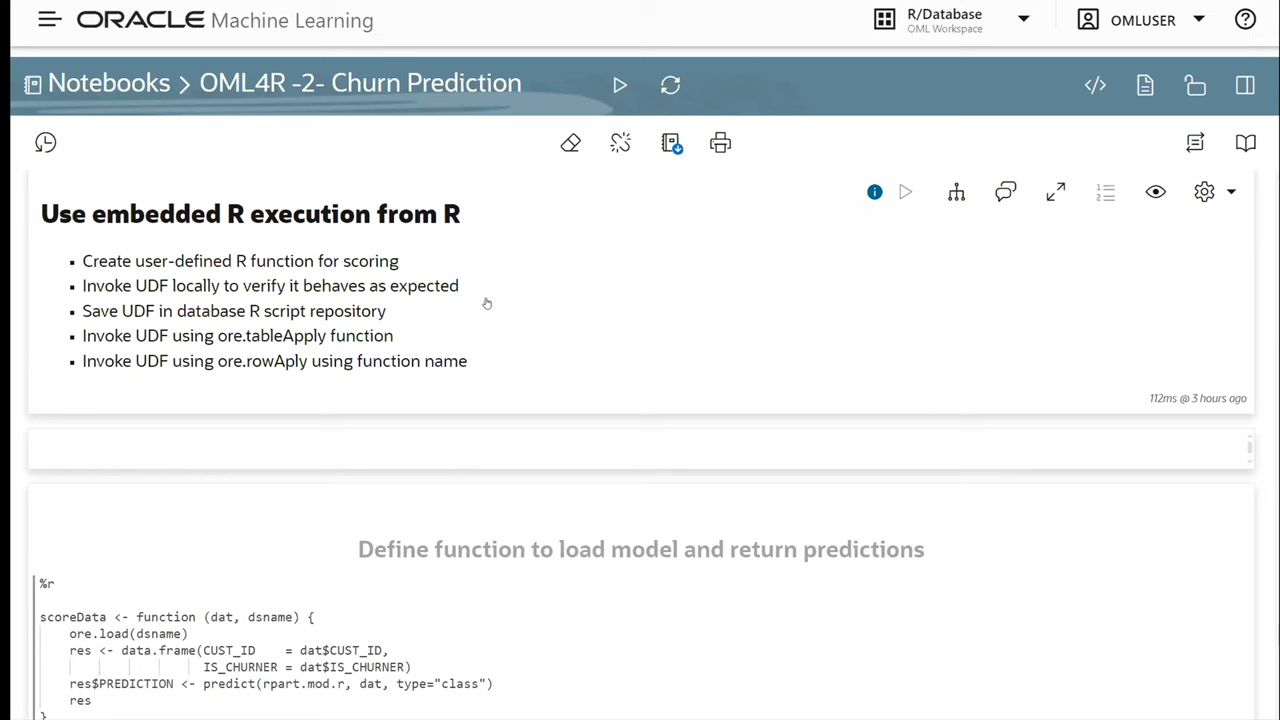 ORACLE Machine Learning
R/Database
OML Workspace
OMLUSER
Notebooks > OML4R -2- Churn Prediction
Use embedded R execution from R
▪ Create user-defined R function for scoring
▪ Invoke UDF locally to verify it behaves as expected
▪ Save UDF in database R script repository
▪ Invoke UDF using ore.tableApply function
▪ Invoke UDF using ore.rowAply using function name
112ms @ 3 hours ago
Define function to load model and return predictions
%r
scoreData <- function (dat, dsname) {
ore.load(dsname)
res <- data.frame(CUST_ID    = dat$CUST_ID,
IS_CHURNER = dat$IS_CHURNER)
res$PREDICTION <- predict(rpart.mod.r, dat, type="class")
res
}